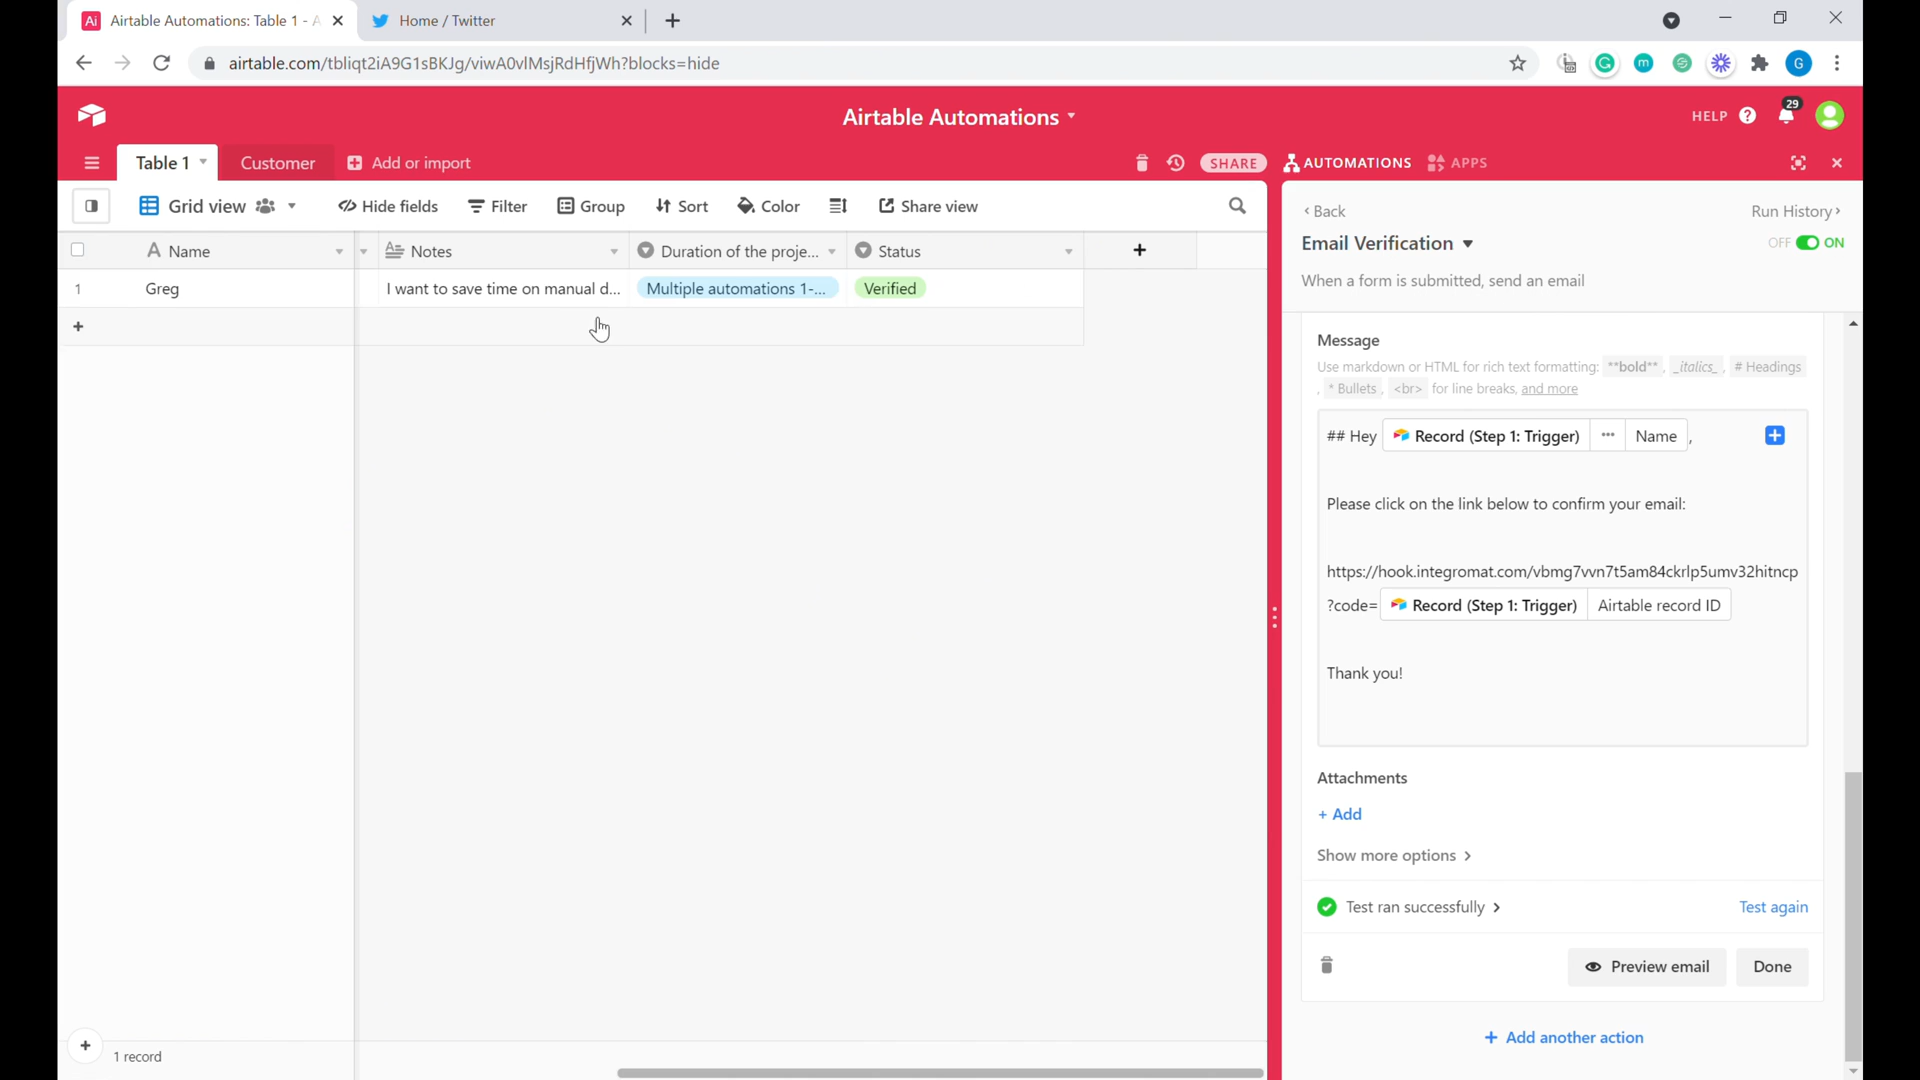 Airtable Automations: Table 1 - A
Home / Twitter
airtable.com/tbliqt2iA9G1sBKJg/viwA0vlMsjRdHfjWh?blocks=hide
G
Airtable Automations
HELP ?
29
Table 1
Customer
Add or import
SHARE
AUTOMATIONS
APPS
Grid view
Hide fields
Filter
Group
Sort
Color
Share view
Name
Notes
Duration of the proje...
Status
1
Greg
I want to save time on manual d...
Multiple automations 1-...
Verified
1 record
Back
Run History
Email Verification
OFF ON
When a form is submitted, send an email
Message
Use markdown or HTML for rich text formatting: **bold** , _italics_ , # Headings
, * Bullets , <br> for line breaks, and more
## Hey Record (Step 1: Trigger) ••• Name ,
Please click on the link below to confirm your email:
https://hook.integromat.com/vbmg7vvn7t5am84ckrlp5umv32hitncp
?code= Record (Step 1: Trigger) Airtable record ID
Thank you!
Attachments
+ Add
Show more options
Test ran successfully
Test again
Preview email
Done
+ Add another action